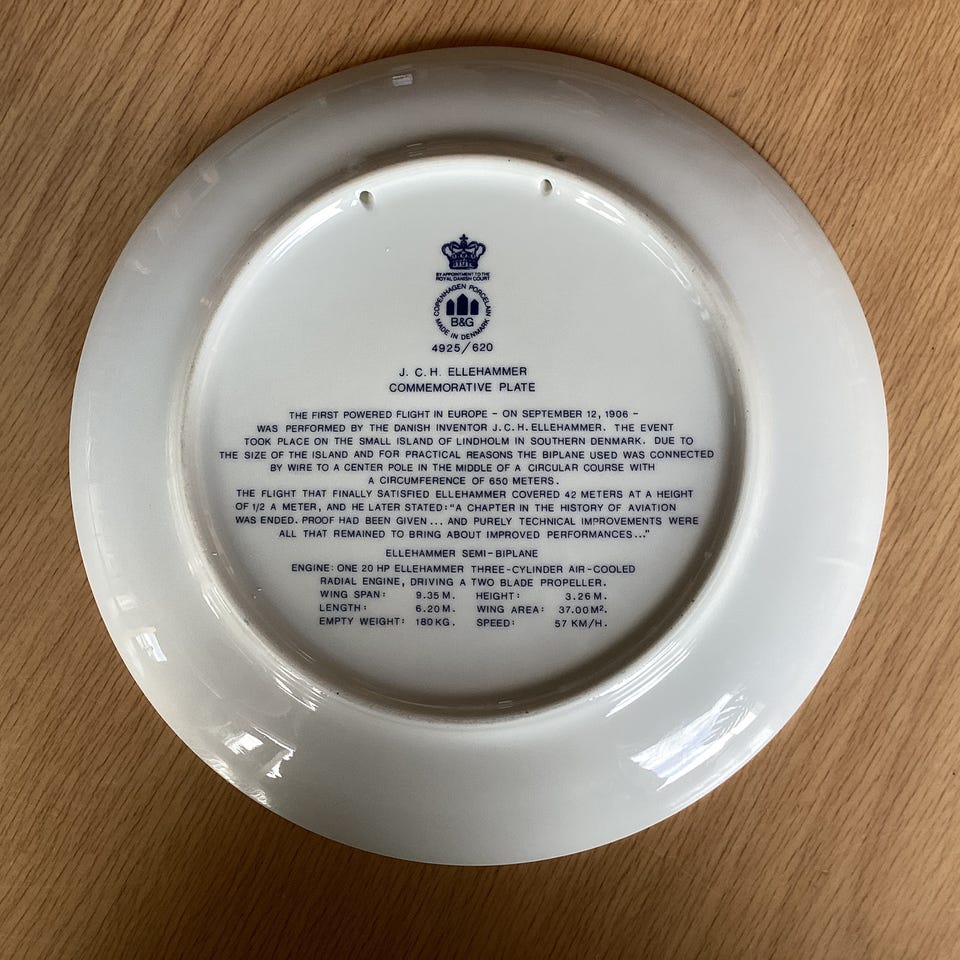 BY APPOINTMENT TO THE
ROYAL DANISH COURT
COPENHAGEN PORCELAIN
B&G
MADE IN DENMARK
4925/620
J. C. H. ELLEHAMMER
COMMEMORATIVE PLATE
THE FIRST POWERED FLIGHT IN EUROPE - ON SEPTEMBER 12, 1906 -
WAS PERFORMED BY THE DANISH INVENTOR J.C.H. ELLEHAMMER. THE EVENT
TOOK PLACE ON THE SMALL ISLAND OF LINDHOLM IN SOUTHERN DENMARK. DUE TO
THE SIZE OF THE ISLAND AND FOR PRACTICAL REASONS THE BIPLANE USED WAS CONNECTED
BY WIRE TO A CENTER POLE IN THE MIDDLE OF A CIRCULAR COURSE WITH
A CIRCUMFERENCE OF 650 METERS.
THE FLIGHT THAT FINALLY SATISFIED ELLEHAMMER COVERED 42 METERS AT A HEIGHT
OF 1/2 A METER, AND HE LATER STATED: "A CHAPTER IN THE HISTORY OF AVIATION
WAS ENDED. PROOF HAD BEEN GIVEN ... AND PURELY TECHNICAL IMPROVEMENTS WERE
ALL THAT REMAINED TO BRING ABOUT IMPROVED PERFORMANCES ..."
ELLEHAMMER SEMI-BIPLANE
ENGINE: ONE 20 HP ELLEHAMMER THREE-CYLINDER AIR-COOLED
RADIAL ENGINE, DRIVING A TWO BLADE PROPELLER.
WING SPAN: 9.35 M. HEIGHT: 3.26 M.
LENGTH: 6.20 M. WING AREA: 37.00 M².
EMPTY WEIGHT: 180 KG. SPEED: 57 KM/H.